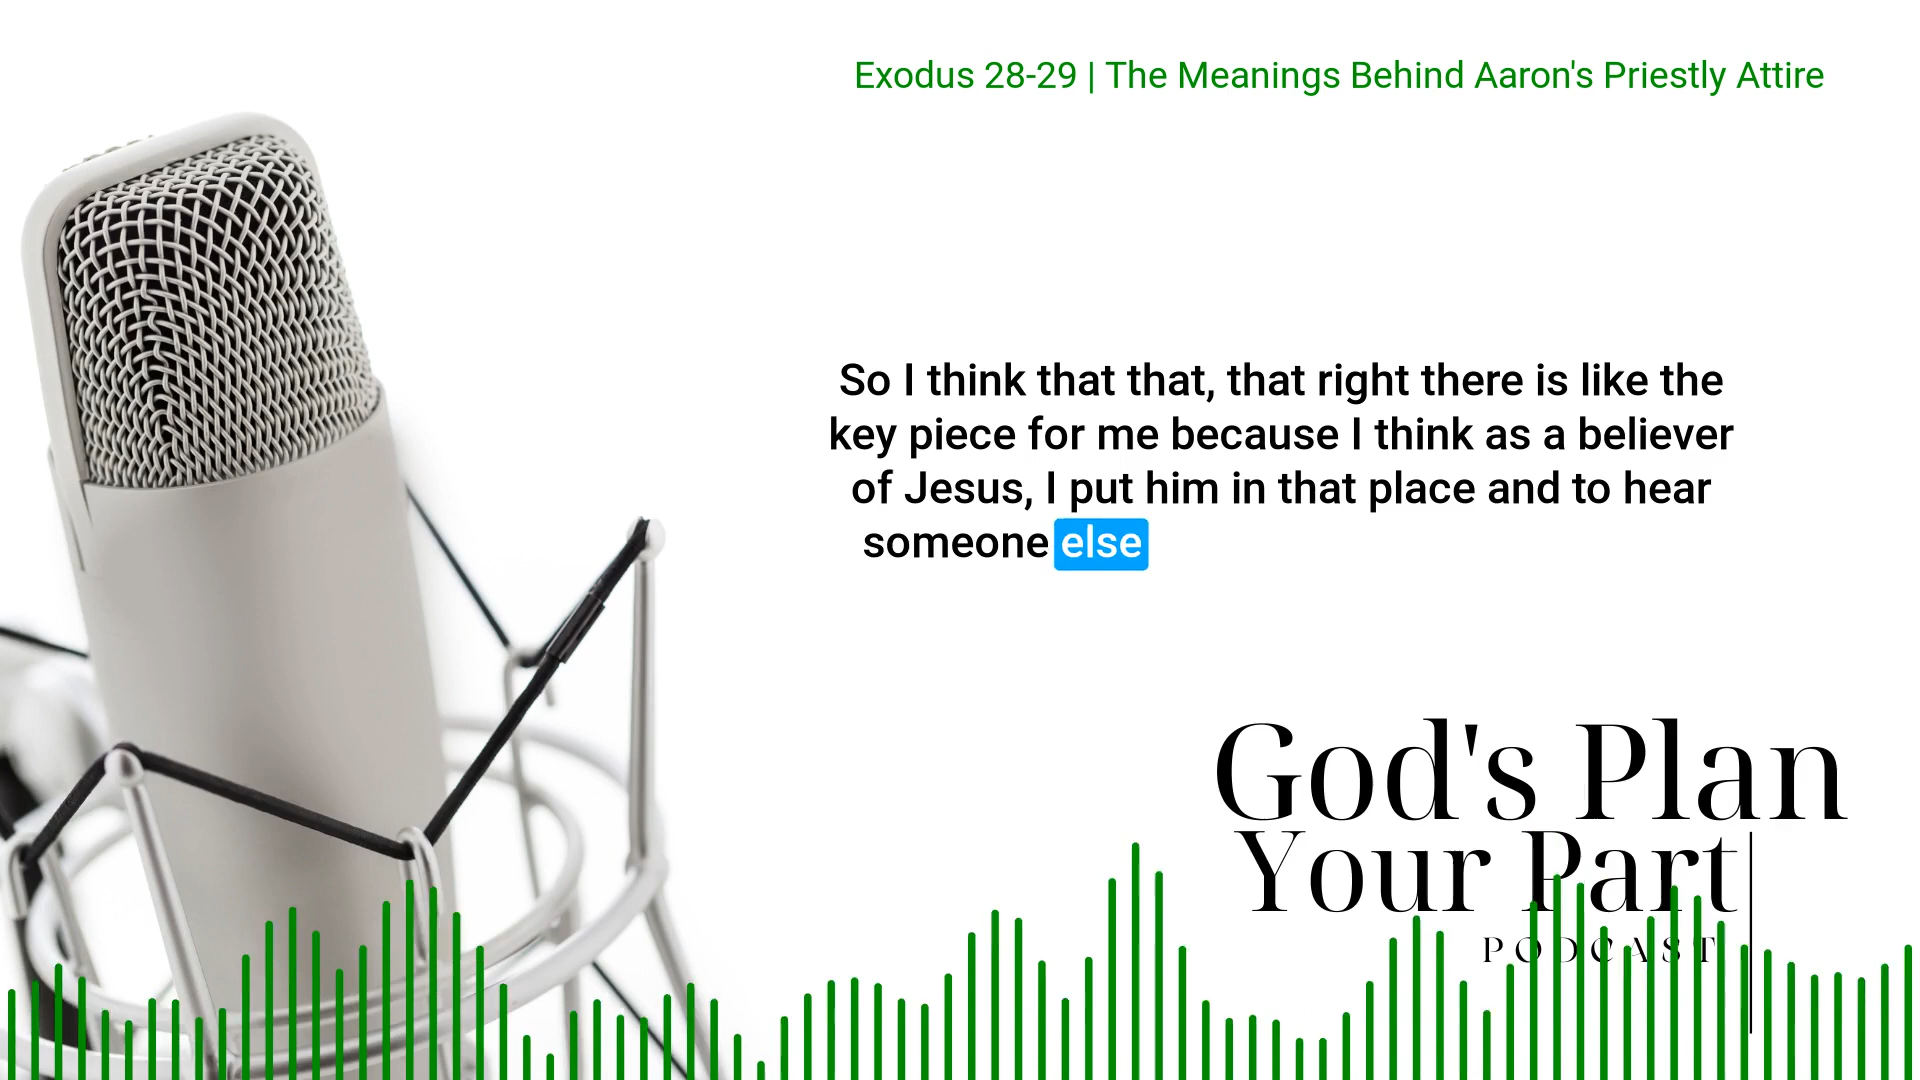 Exodus 28-29 | The Meanings Behind Aaron's Priestly Attire
So I think that that, that right there is like the
key piece for me because I think as a believer
of Jesus, I put him in that place and to hear
someone else
God's Plan
Your Part
PODCAST